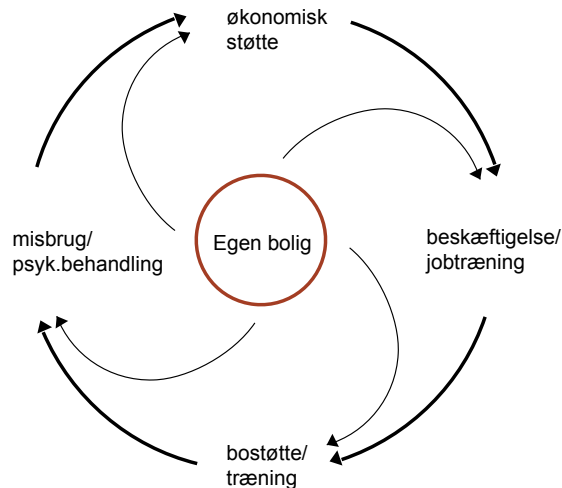 økonomisk
støtte
misbrug/
psyk.behandling
Egen bolig
beskæftigelse/
jobtræning
bostøtte/
træning